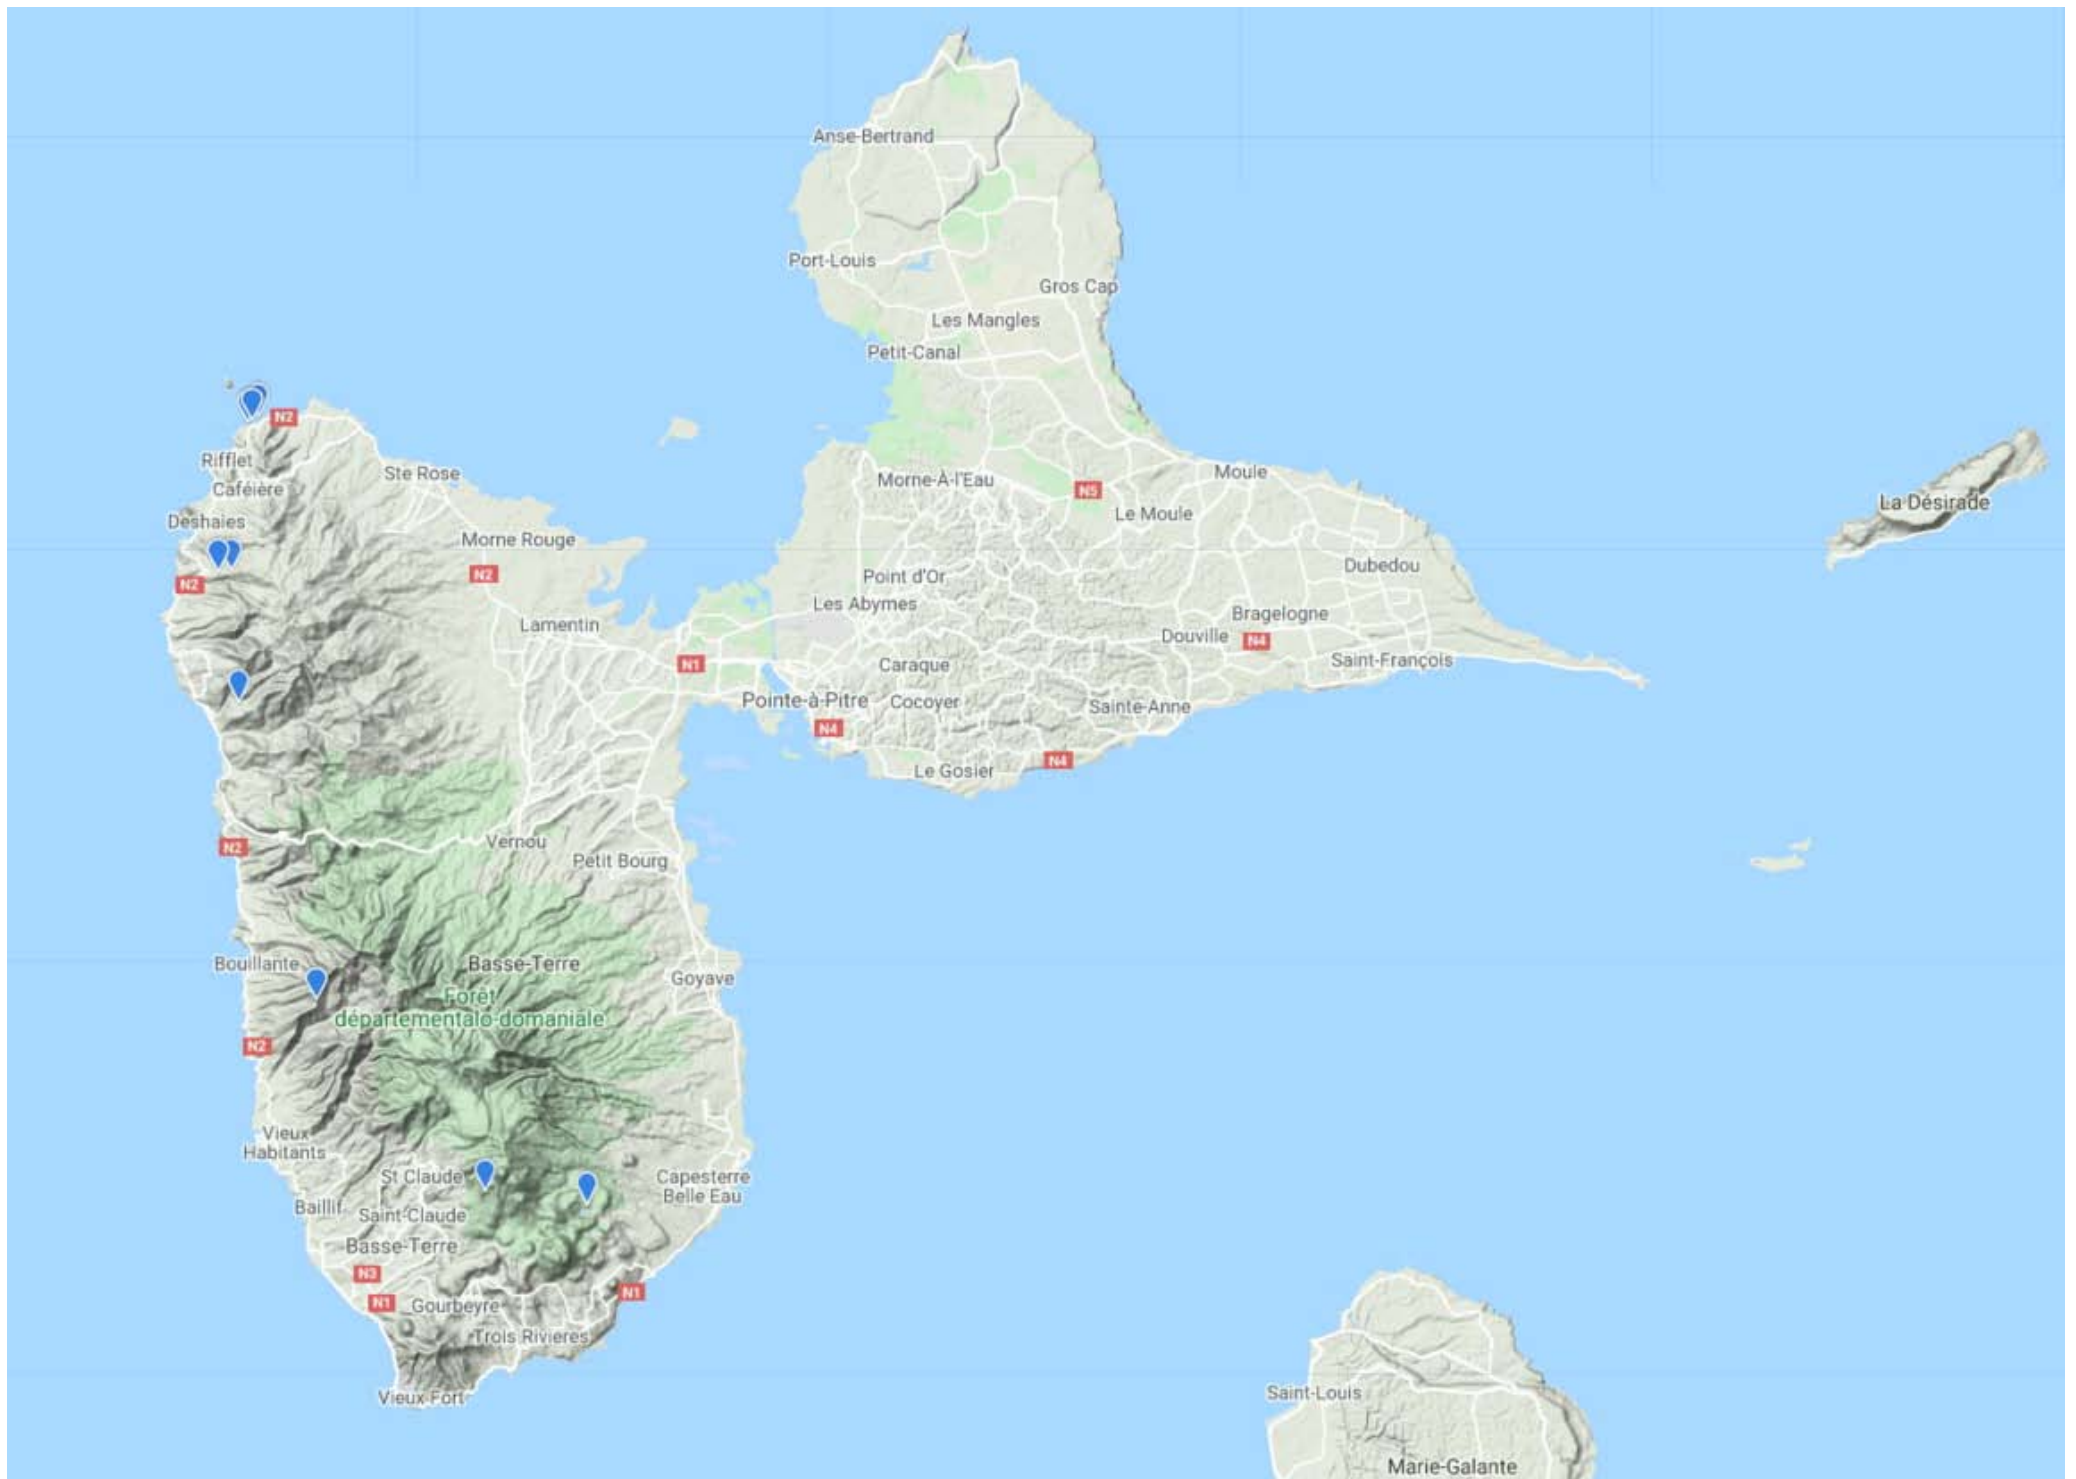 Anse-Bertrand
Port-Louis
Gros Cap
Les Mangles
Petit-Canal
N2
Rifflet
Caféière
Ste Rose
Deshaies
Morne Rouge
N2
N2
Lamentin
Morne-À-l'Eau
N5
Moule
Le Moule
La Désirade
Point d'Or
Les Abymes
Dubedou
Bragelogne
Douville
N4
Saint-François
N1
Caraque
Pointe-à-Pitre
Cocoyer
Sainte-Anne
N4
N4
Le Gosier
N2
Vernou
Petit Bourg
Bouillante
Basse-Terre
Goyave
Forêt
départementalo-domaniale
N2
Vieux
Habitants
St Claude
Capesterre
Belle Eau
Baillif
Saint-Claude
Basse-Terre
N3
N1
N1
Gourbeyre
Trois Rivieres
Vieux-Fort
Saint-Louis
Marie-Galante